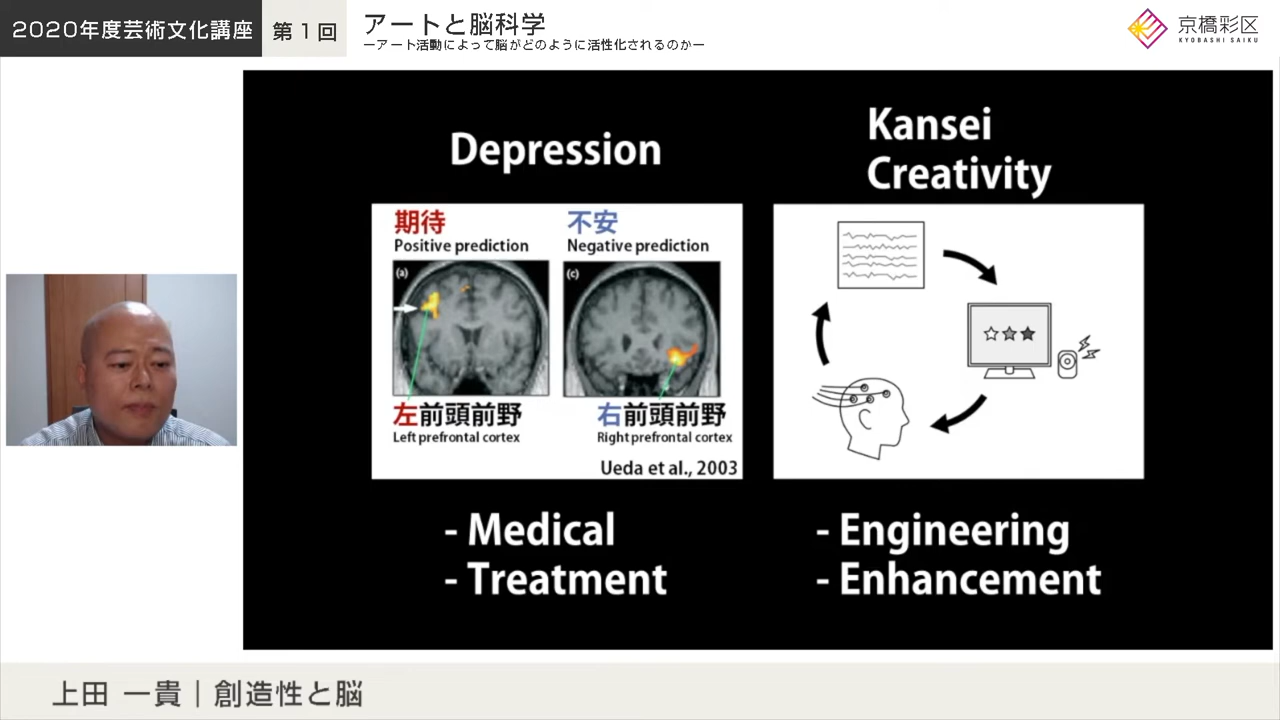 2020年度芸術文化講座
第1回
アートと脳科学
ーアート活動によって脳がどのように活性化されるのかー
京橋彩区
KYOBASHI SAIKU
Depression
Kansei
Creativity
期待
Positive prediction
不安
Negative prediction
(a)
(c)
左前頭前野
Left prefrontal cortex
右前頭前野
Right prefrontal cortex
Ueda et al., 2003
- Medical
- Treatment
- Engineering
- Enhancement
上田 一貴｜創造性と脳